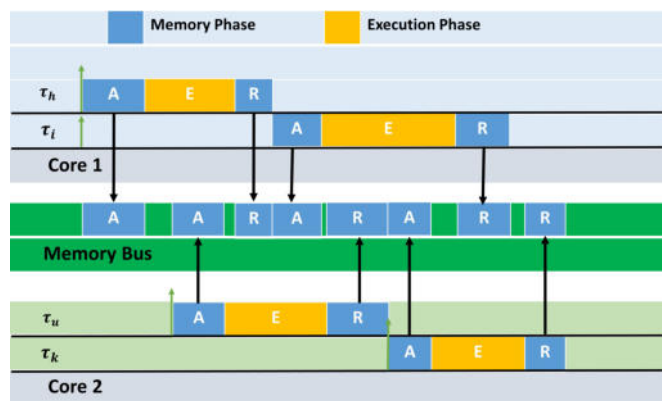 Memory Phase Execution Phase
τh A E R
τi A E R
Core 1
A A R A R A R R
Memory Bus
τu A E R
τk A E R
Core 2